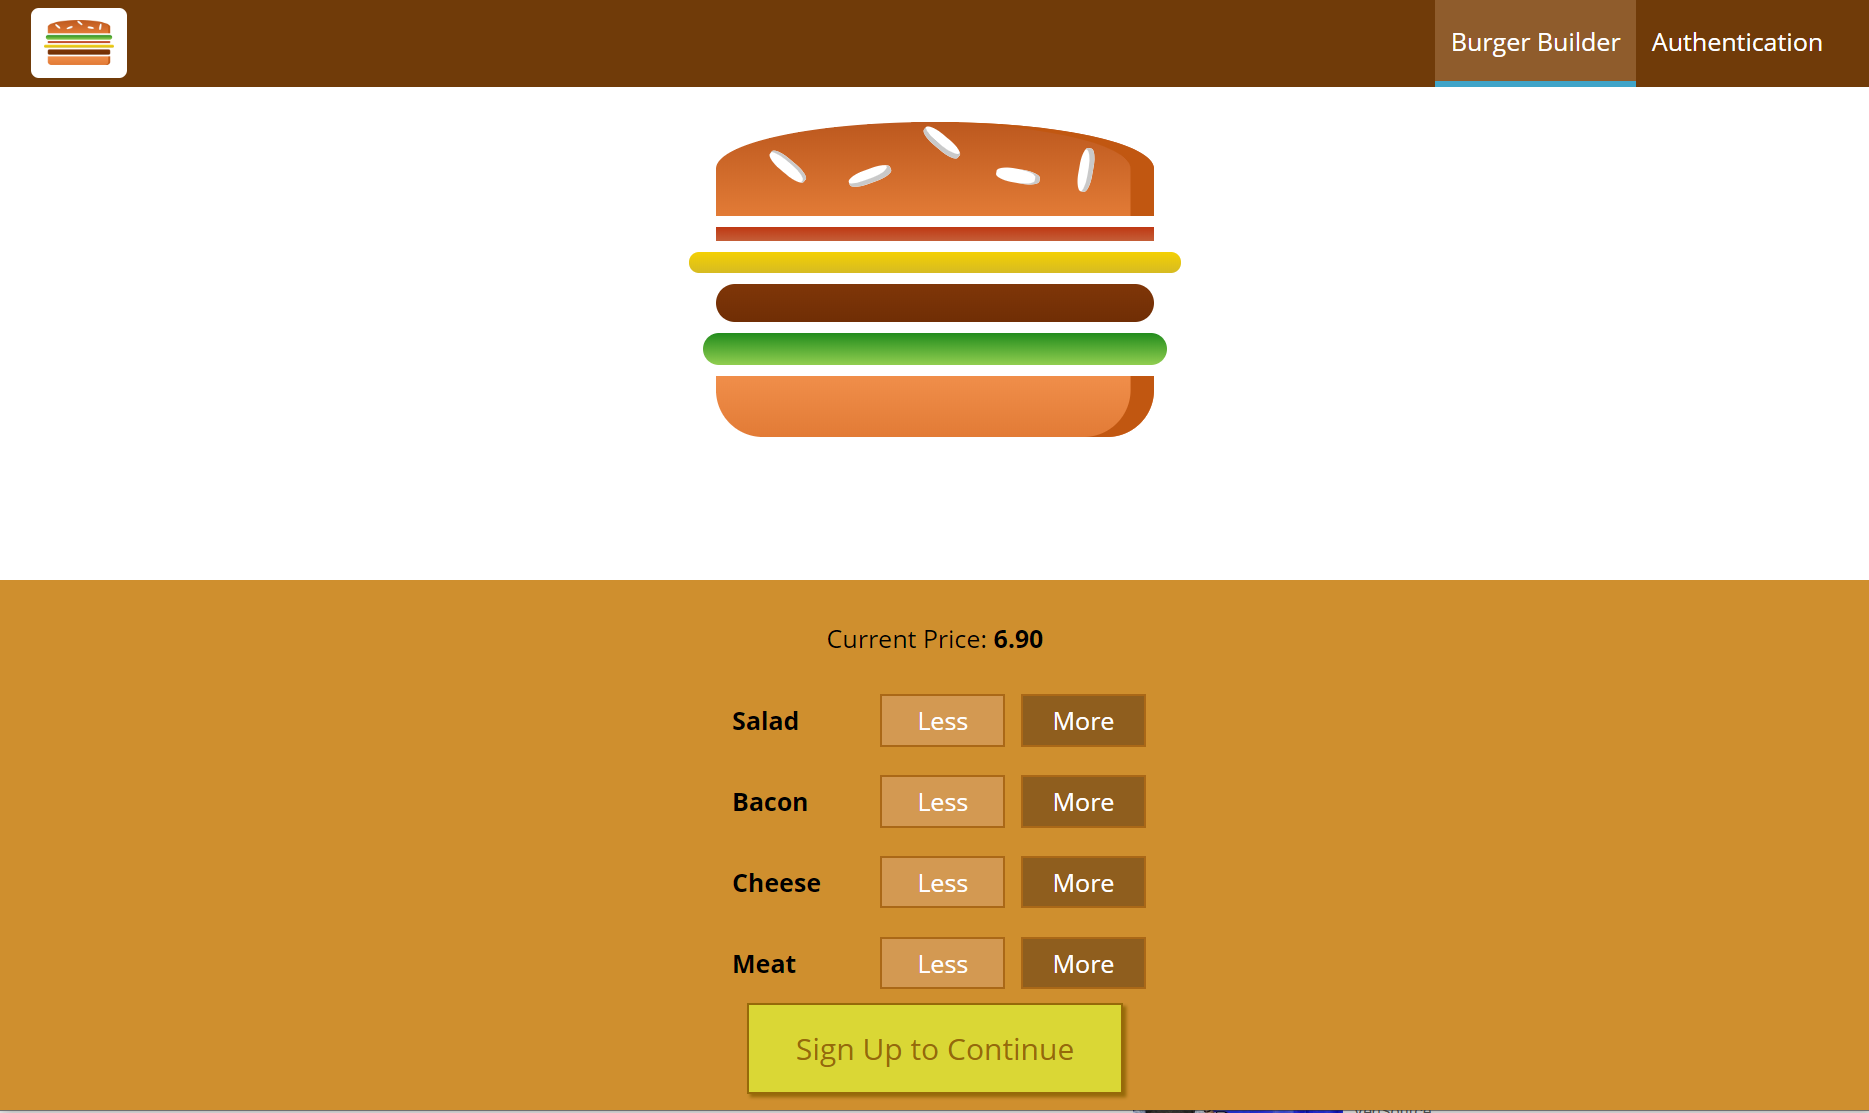 Burger Builder Authentication
Current Price: 6.90
Salad Less More
Bacon Less More
Cheese Less More
Meat Less More
Sign Up to Continue